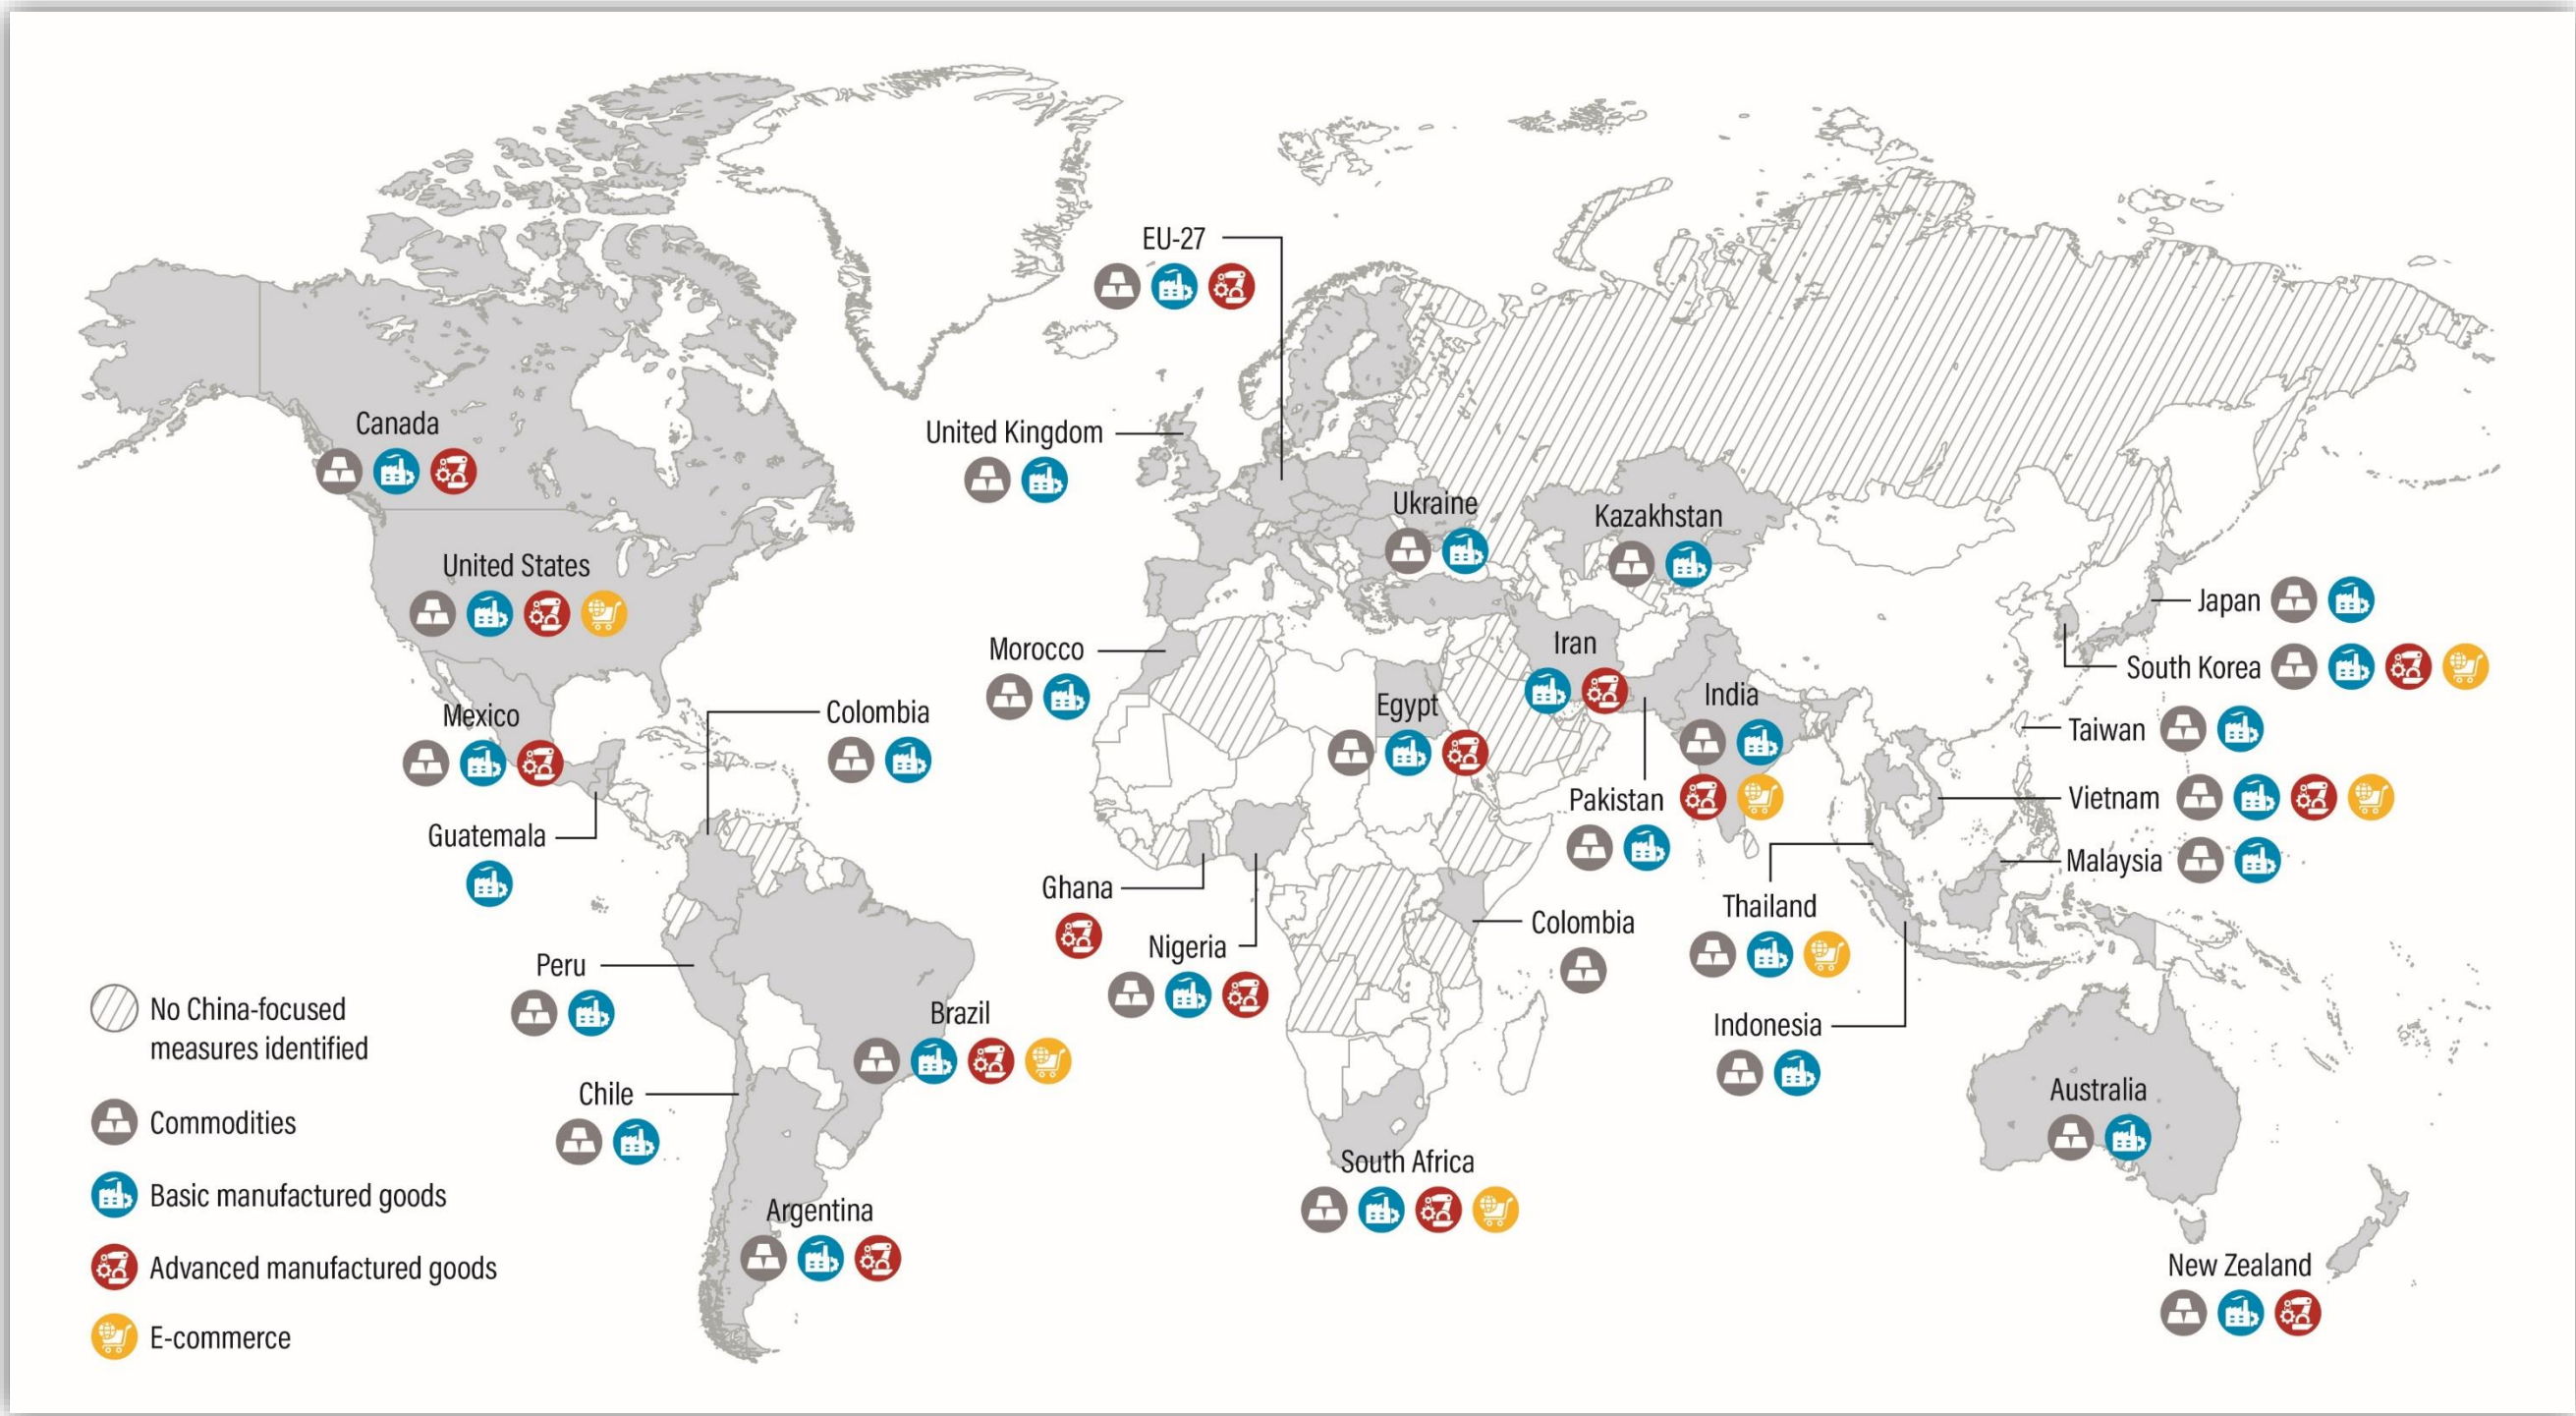 EU-27
Canada
United Kingdom
Ukraine
Kazakhstan
United States
Japan
Morocco
Iran
South Korea
India
Egypt
Mexico
Colombia
Taiwan
Pakistan
Vietnam
Guatemala
Malaysia
Ghana
Thailand
Colombia
Nigeria
Peru
No China-focused
measures identified
Brazil
Indonesia
Chile
Australia
Commodities
South Africa
Basic manufactured goods
Argentina
Advanced manufactured goods
New Zealand
E-commerce